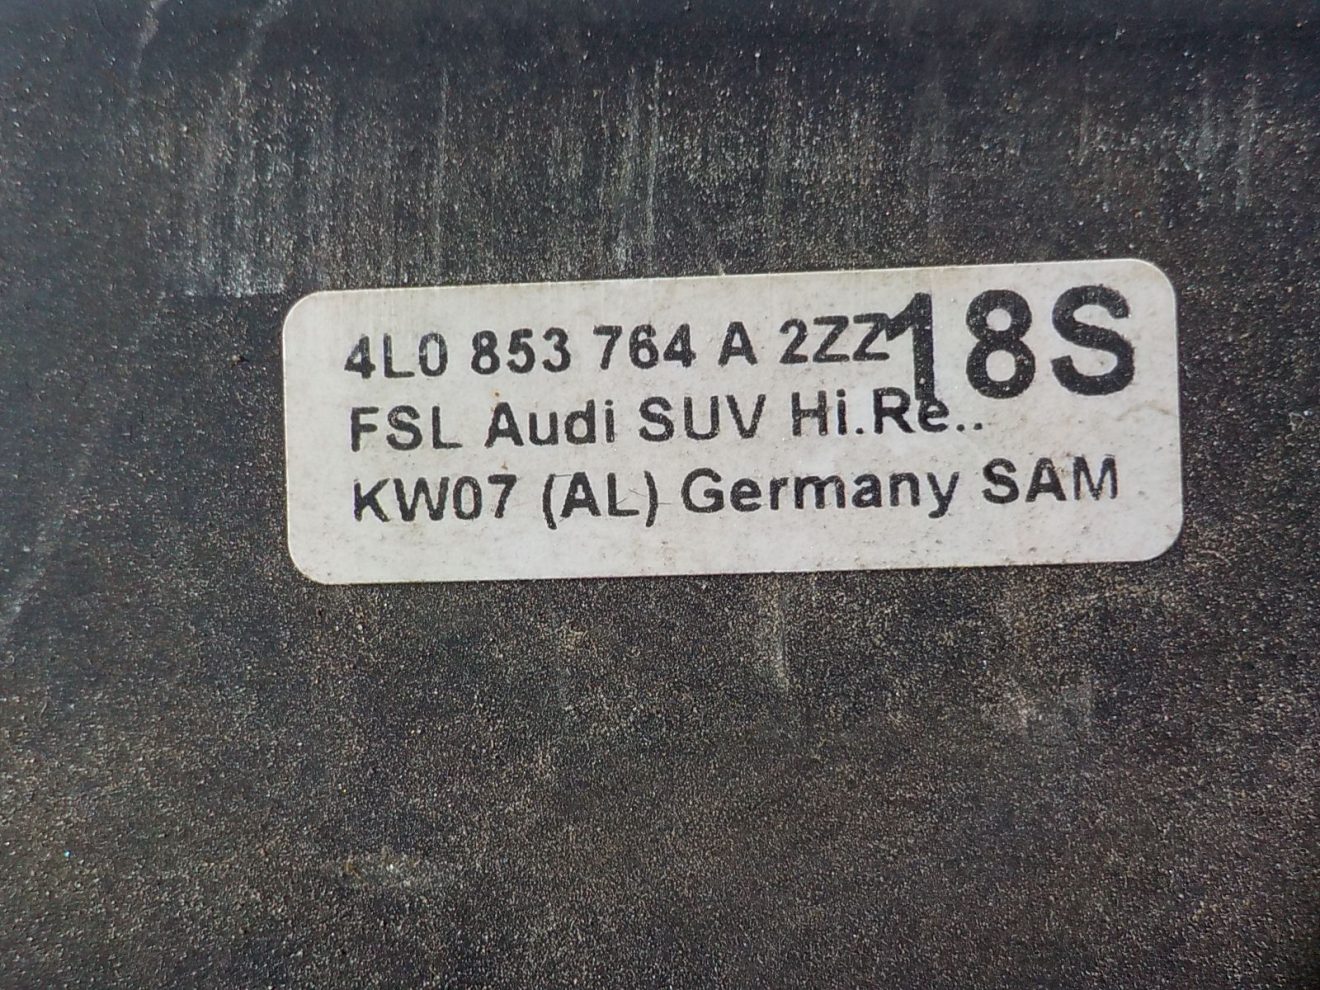 4L0 853 764 A 2ZZ 18S
FSL Audi SUV Hi.Re..
KW07 (AL) Germany SAM